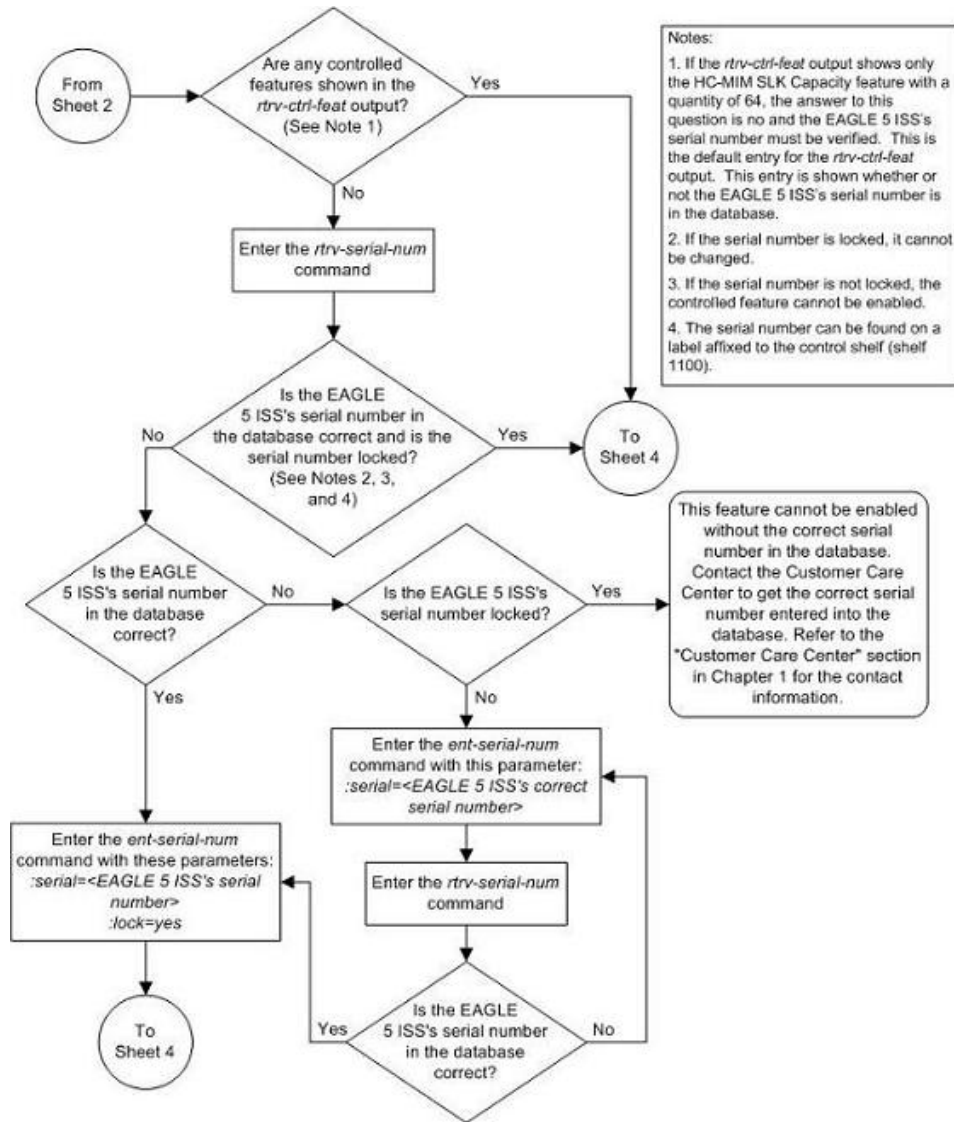 From
Sheet 2
Are any controlled
features shown in the
rtrv-ctrl-feat output?
(See Note 1)
Yes
No
Notes:
1. If the rtrv-ctrl-feat output shows only
the HC-MIM SLK Capacity feature with a
quantity of 64, the answer to this
question is no and the EAGLE 5 ISS's
serial number must be verified. This is
the default entry for the rtrv-ctrl-feat
output. This entry is shown whether or
not the EAGLE 5 ISS's serial number is
in the database.
2. If the serial number is locked, it cannot
be changed.
3. If the serial number is not locked, the
controlled feature cannot be enabled.
4. The serial number can be found on a
label affixed to the control shelf (shelf
1100).
Enter the rtrv-serial-num
command
Is the EAGLE
5 ISS's serial number in
the database correct and is the
serial number locked?
(See Notes 2, 3,
and 4)
No
Yes
To
Sheet 4
Is the EAGLE
5 ISS's serial number
in the database
correct?
No
Yes
Is the EAGLE 5 ISS's
serial number locked?
Yes
No
This feature cannot be enabled
without the correct serial
number in the database.
Contact the Customer Care
Center to get the correct serial
number entered into the
database. Refer to the
"Customer Care Center" section
in Chapter 1 for the contact
information.
Enter the ent-serial-num
command with this parameter:
:serial=<EAGLE 5 ISS's correct
serial number>
Enter the ent-serial-num
command with these parameters:
:serial=<EAGLE 5 ISS's serial
number>
:lock=yes
Enter the rtrv-serial-num
command
To
Sheet 4
Is the EAGLE
5 ISS's serial number
in the database
correct?
Yes
No